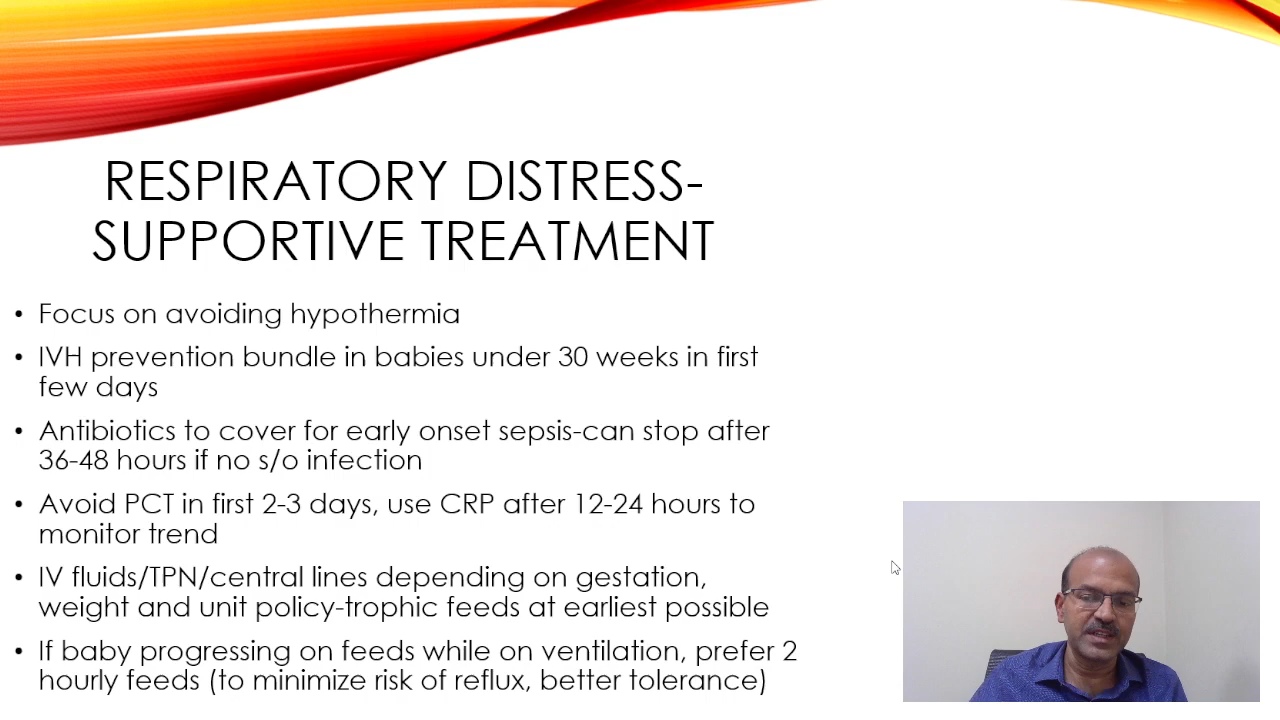 RESPIRATORY DISTRESS-
SUPPORTIVE TREATMENT
• Focus on avoiding hypothermia
• IVH prevention bundle in babies under 30 weeks in first
few days
• Antibiotics to cover for early onset sepsis-can stop after
36-48 hours if no s/o infection
• Avoid PCT in first 2-3 days, use CRP after 12-24 hours to
monitor trend
• IV fluids/TPN/central lines depending on gestation,
weight and unit policy-trophic feeds at earliest possible
• If baby progressing on feeds while on ventilation, prefer 2
hourly feeds (to minimize risk of reflux, better tolerance)